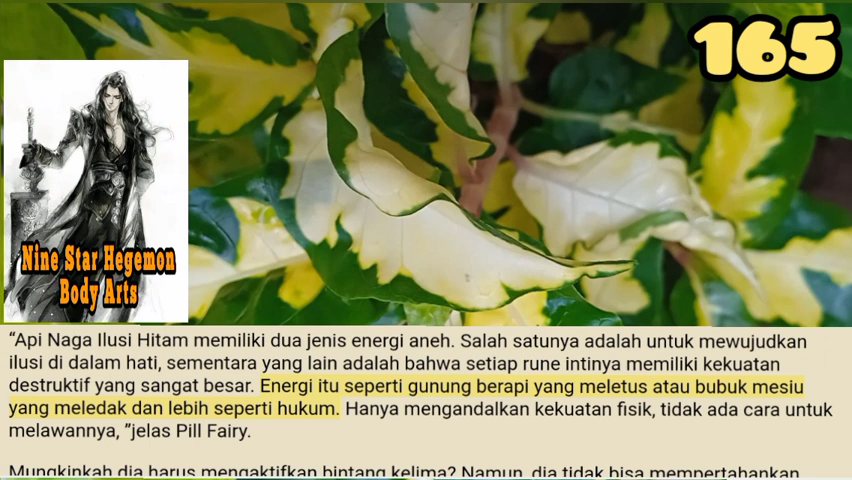 165
Nine Star Hegemon
Body Arts
“Api Naga Ilusi Hitam memiliki dua jenis energi aneh. Salah satunya adalah untuk mewujudkan
ilusi di dalam hati, sementara yang lain adalah bahwa setiap rune intinya memiliki kekuatan
destruktif yang sangat besar. Energi itu seperti gunung berapi yang meletus atau bubuk mesiu
yang meledak dan lebih seperti hukum. Hanya mengandalkan kekuatan fisik, tidak ada cara untuk
melawannya, ”jelas Pill Fairy.
Mungkinkah dia harus mengaktifkan bintang kelima? Namun, dia tidak bisa mempertahankan